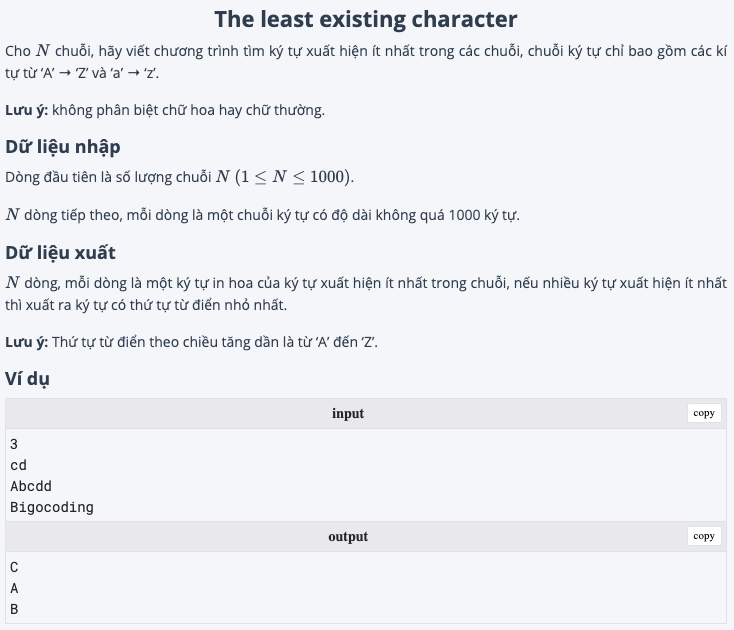 The least existing character
Cho N chuỗi, hãy viết chương trình tìm ký tự xuất hiện ít nhất trong các chuỗi, chuỗi ký tự chỉ bao gồm các kí
tự từ ‘A’ → ‘Z’ và ‘a’ → ‘z’.
Lưu ý: không phân biệt chữ hoa hay chữ thường.
Dữ liệu nhập
Dòng đầu tiên là số lượng chuỗi N (1 ≤ N ≤ 1000).
N dòng tiếp theo, mỗi dòng là một chuỗi ký tự có độ dài không quá 1000 ký tự.
Dữ liệu xuất
N dòng, mỗi dòng là một ký tự in hoa của ký tự xuất hiện ít nhất trong chuỗi, nếu nhiều ký tự xuất hiện ít nhất
thì xuất ra ký tự có thứ tự từ điển nhỏ nhất.
Lưu ý: Thứ tự từ điển theo chiều tăng dần là từ ‘A’ đến ‘Z’.
Ví dụ
input copy
3
cd
Abcdd
Bigocoding
output copy
C
A
B